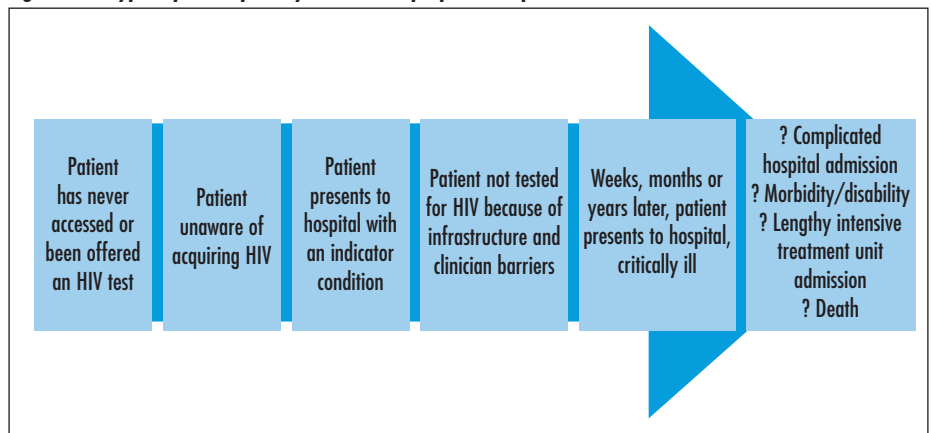 Patient
has never
accessed or
been offered
an HIV test
Patient
unaware of
acquiring HIV
Patient
presents to
hospital with
an indicator
condition
Patient not tested
for HIV because of
infrastructure and
clinician barriers
Weeks, months or
years later, patient
presents to hospital,
critically ill
? Complicated
hospital admission
? Morbidity/disability
? Lengthy intensive
treatment unit
admission
? Death